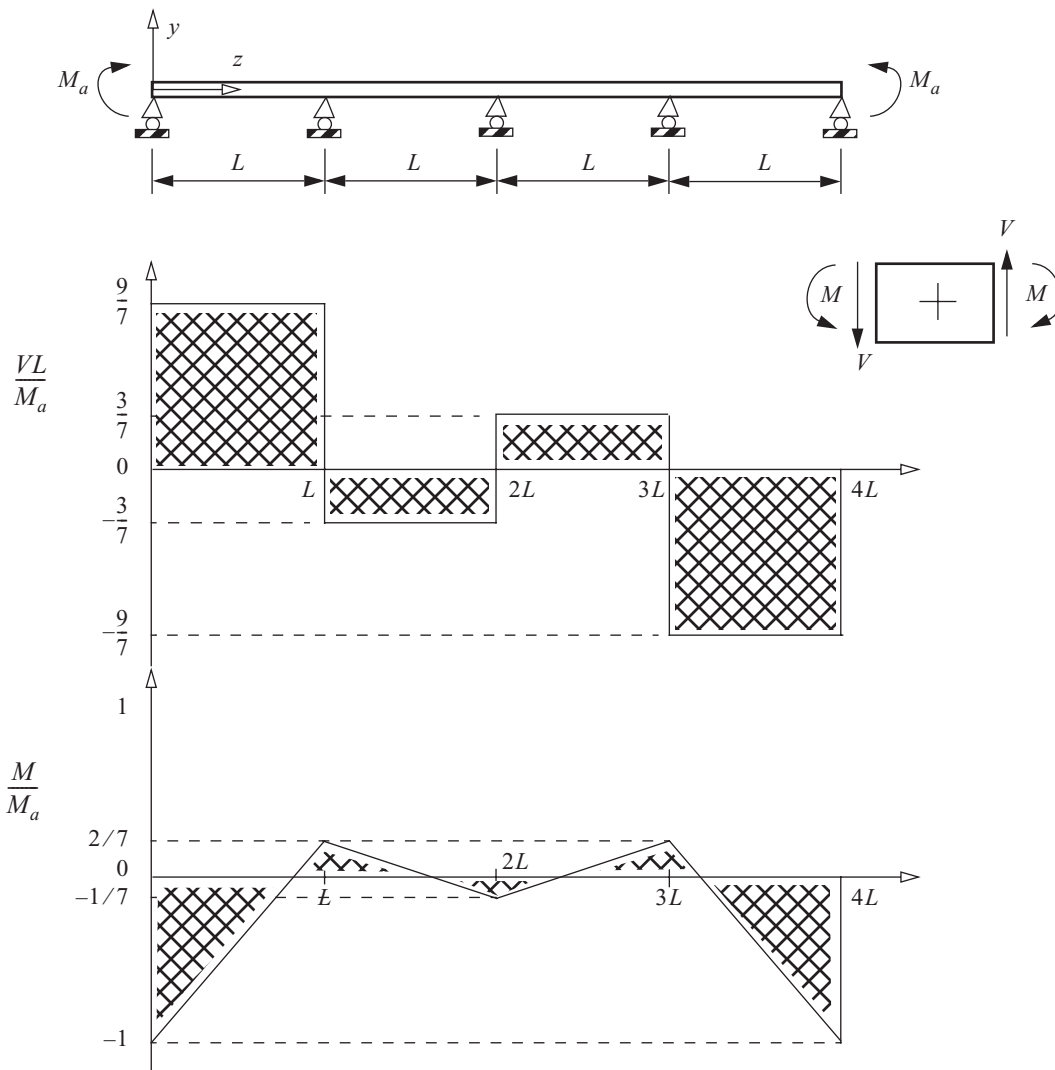 y
z
M_a
M_a
L L L L
V
M M
V
9/7
VL/M_a
3/7
0
L 2L 3L 4L
−3/7
−9/7
1
M/M_a
2/7
0
2L
−1/7
L 3L 4L
−1